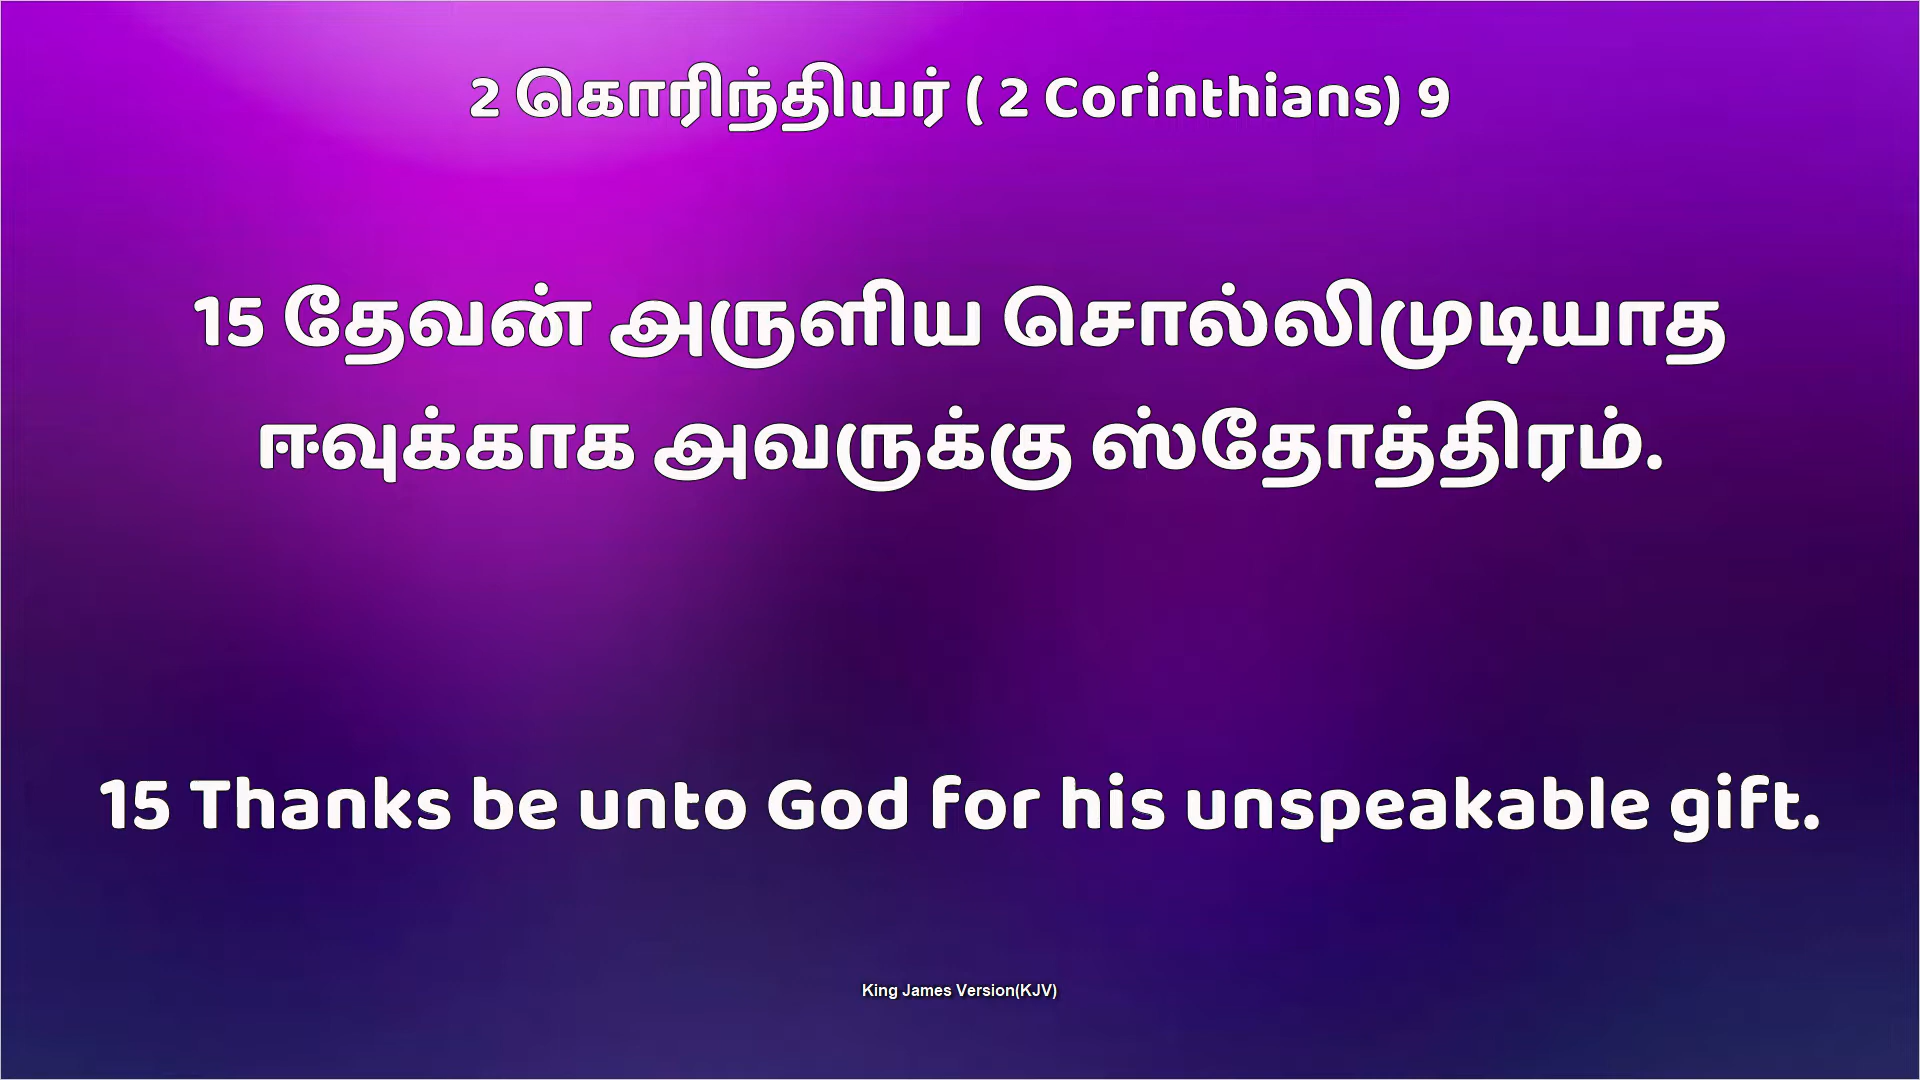 2 கொரிந்தியர் ( 2 Corinthians) 9
15 தேவன் அருளிய சொல்லிமுடியாத
ஈவுக்காக அவருக்கு ஸ்தோத்திரம்.
15 Thanks be unto God for his unspeakable gift.
King James Version(KJV)